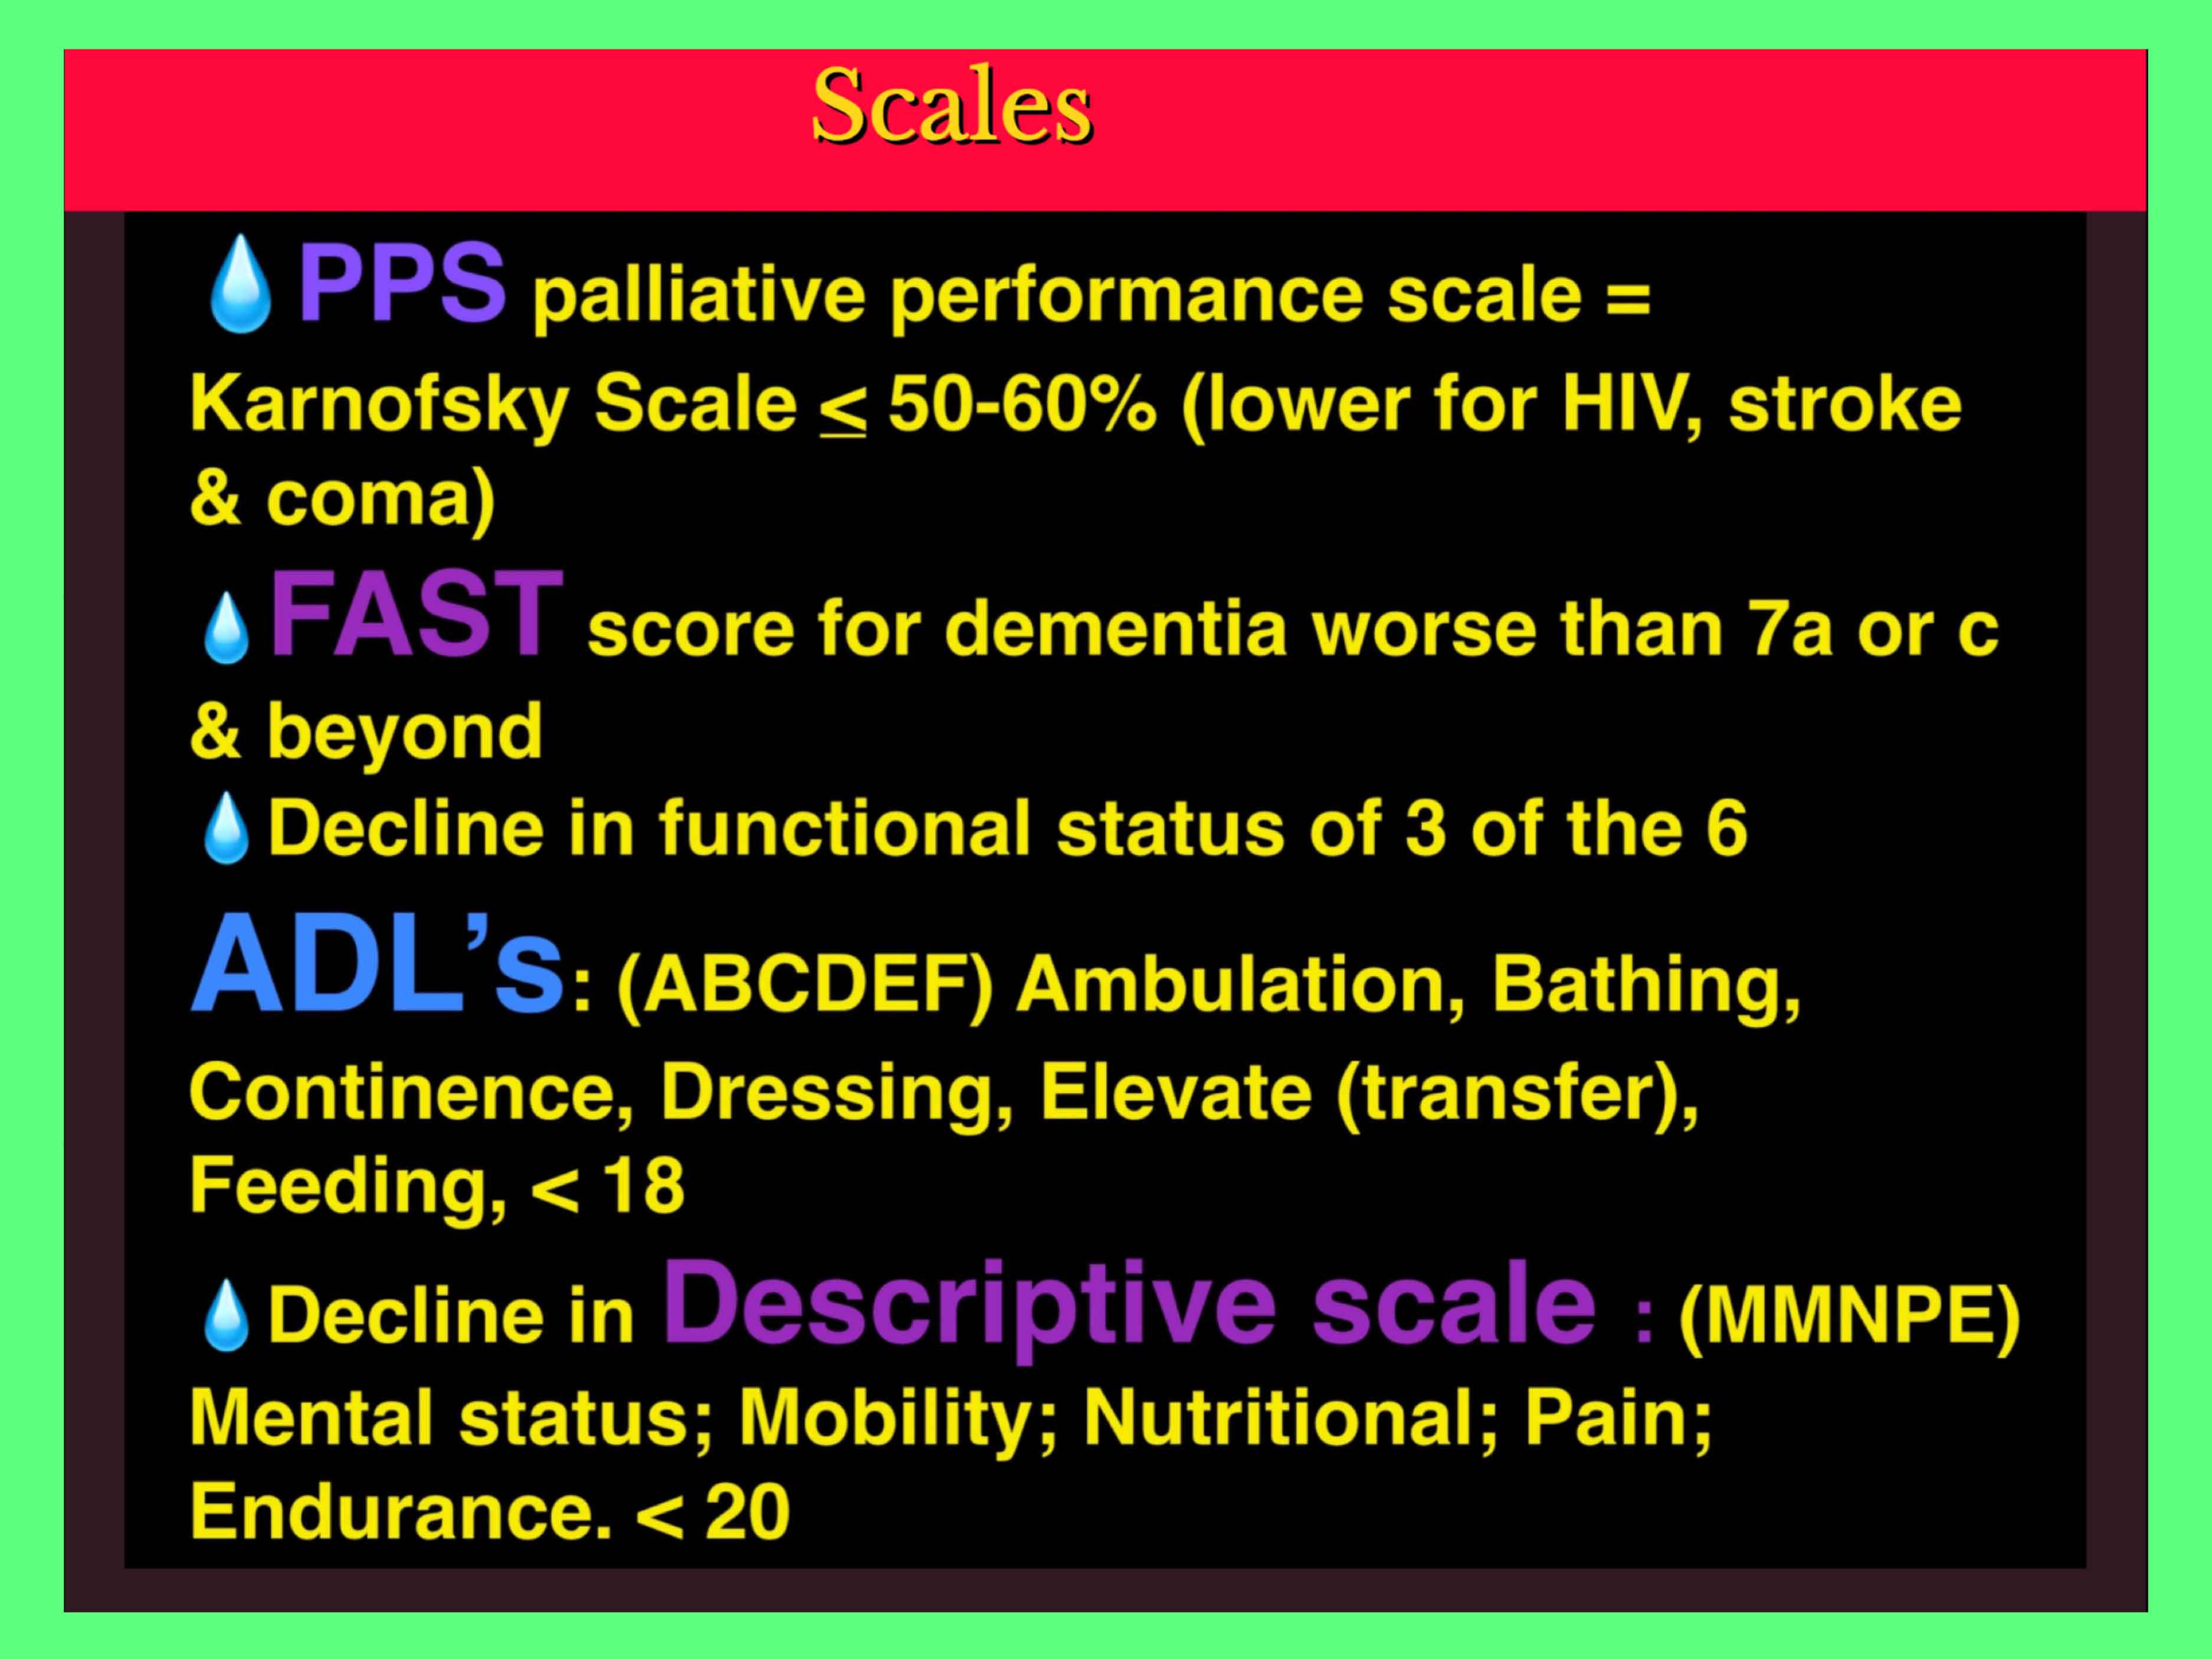 Scales
💧PPS palliative performance scale =
Karnofsky Scale ≤ 50-60% (lower for HIV, stroke
& coma)
💧FAST score for dementia worse than 7a or c
& beyond
💧Decline in functional status of 3 of the 6
ADL’s: (ABCDEF) Ambulation, Bathing,
Continence, Dressing, Elevate (transfer),
Feeding, < 18
💧Decline in Descriptive scale : (MMNPE)
Mental status; Mobility; Nutritional; Pain;
Endurance. < 20